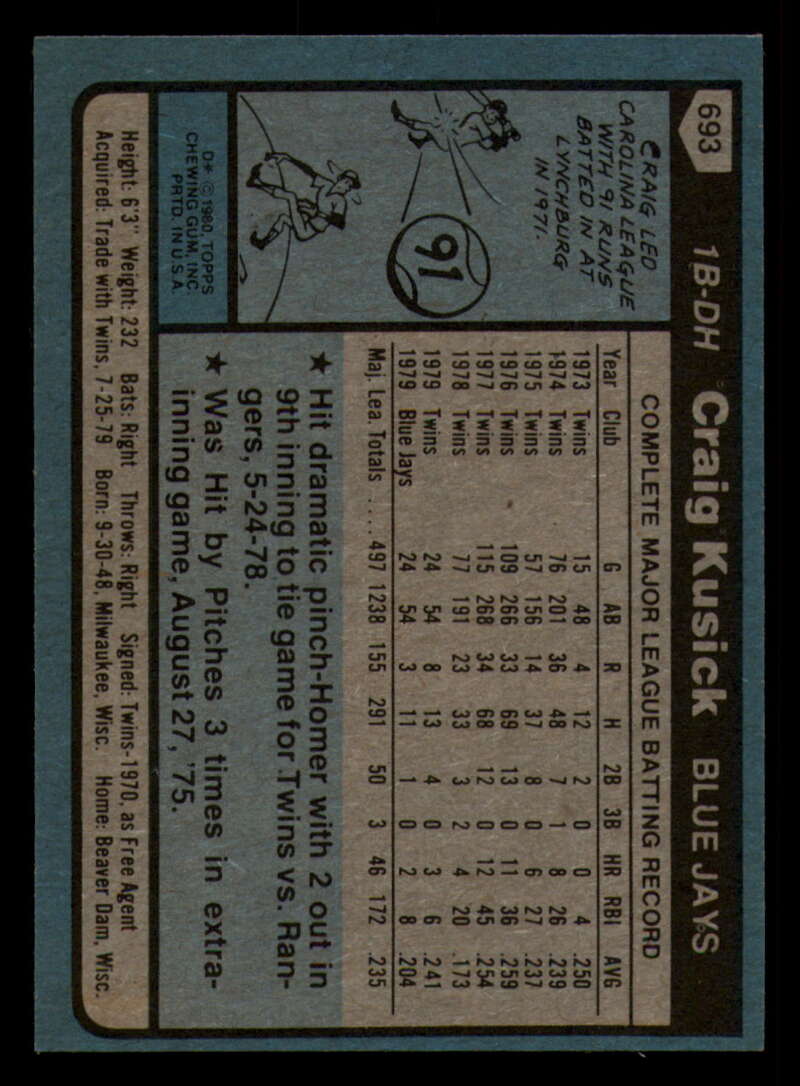 693 1B-DH Craig Kusick BLUE JAYS
CRAIG LED
CAROLINA LEAGUE
WITH 91 RUNS
BATTED IN AT
LYNCHBURG
IN 1971.
91
D* © 1980, TOPPS
CHEWING GUM, INC.
PRTD. IN U.S.A.
COMPLETE MAJOR LEAGUE BATTING RECORD
Year Club G AB R H 2B 3B HR RBI AVG
1973 Twins 15 48 4 12 2 0 0 4 .250
1974 Twins 76 201 36 48 7 1 8 26 .239
1975 Twins 57 156 14 37 8 0 6 27 .237
1976 Twins 109 266 33 69 13 0 11 36 .259
1977 Twins 115 268 34 68 12 0 12 45 .254
1978 Twins 77 191 23 33 3 2 4 20 .173
1979 Twins 24 54 8 13 4 0 3 6 .241
1979 Blue Jays 24 54 3 11 1 0 2 8 .204
Maj. Lea. Totals .... 497 1238 155 291 50 3 46 172 .235
★ Hit dramatic pinch-Homer with 2 out in
9th inning to tie game for Twins vs. Ran-
gers, 5-24-78.
★ Was Hit by Pitches 3 times in extra-
inning game, August 27, '75.
Height: 6'3" Weight: 232 Bats: Right Throws: Right Signed: Twins-1970, as Free Agent
Acquired: Trade with Twins, 7-25-79 Born: 9-30-48, Milwaukee, Wisc. Home: Beaver Dam, Wisc.